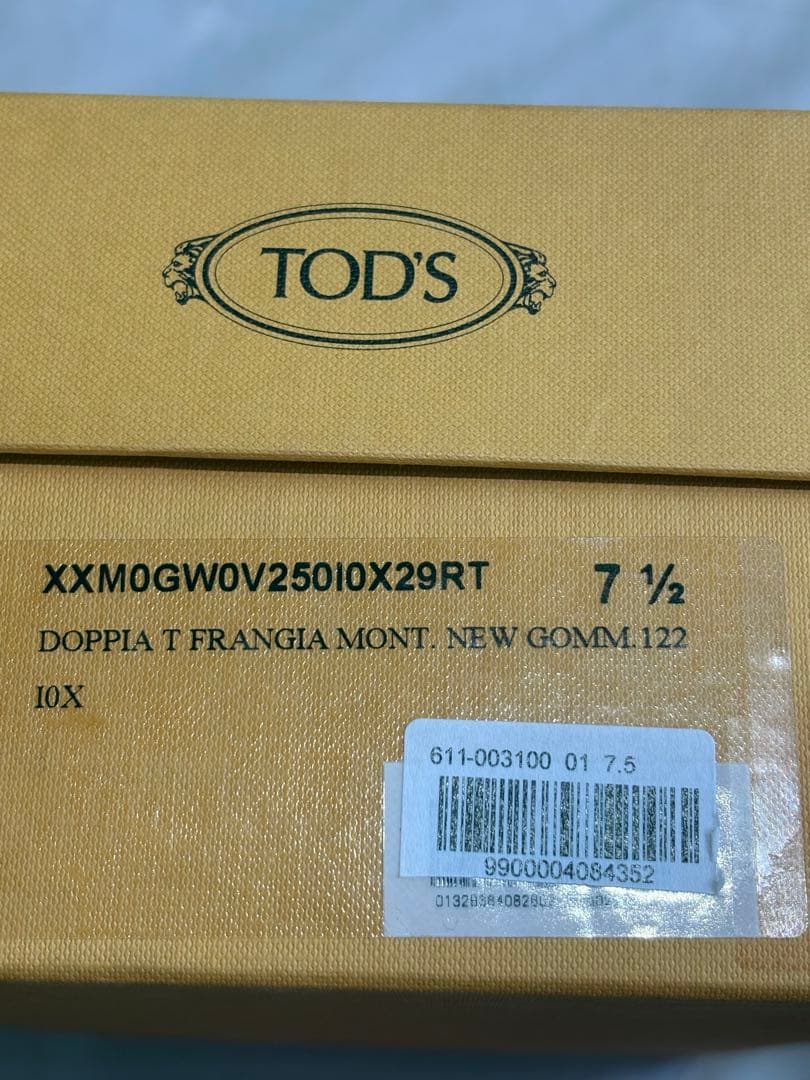 TOD'S
XXM0GW0V250I0X29RT 7 ½
DOPPIA T FRANGIA MONT. NEW GOMM.122
I0X
611-003100 01 7.5
9900004084352